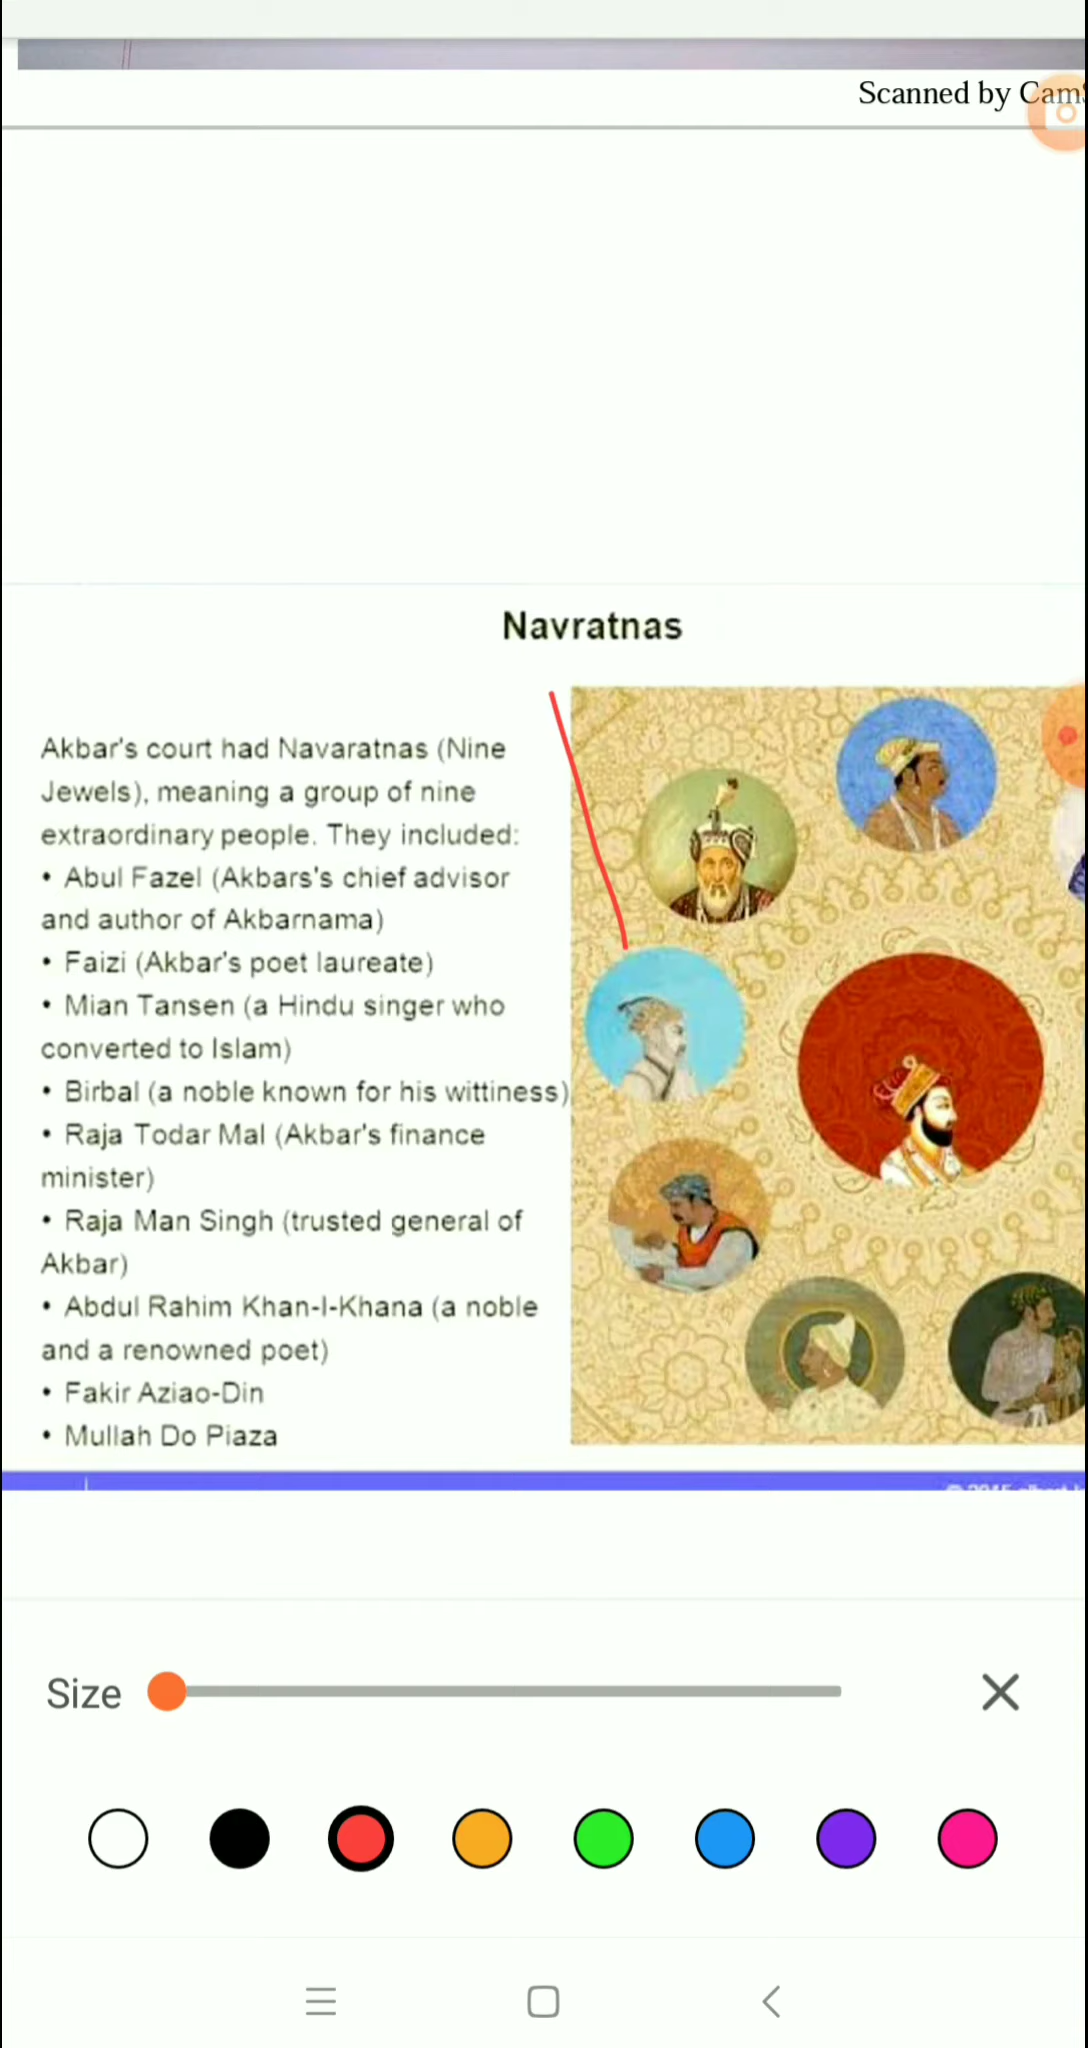 Scanned by Cam
Navratnas
Akbar's court had Navaratnas (Nine
Jewels), meaning a group of nine
extraordinary people. They included:
• Abul Fazel (Akbars's chief advisor
and author of Akbarnama)
• Faizi (Akbar's poet laureate)
• Mian Tansen (a Hindu singer who
converted to Islam)
• Birbal (a noble known for his wittiness)
• Raja Todar Mal (Akbar's finance
minister)
• Raja Man Singh (trusted general of
Akbar)
• Abdul Rahim Khan-I-Khana (a noble
and a renowned poet)
• Fakir Aziao-Din
• Mullah Do Piaza
Size